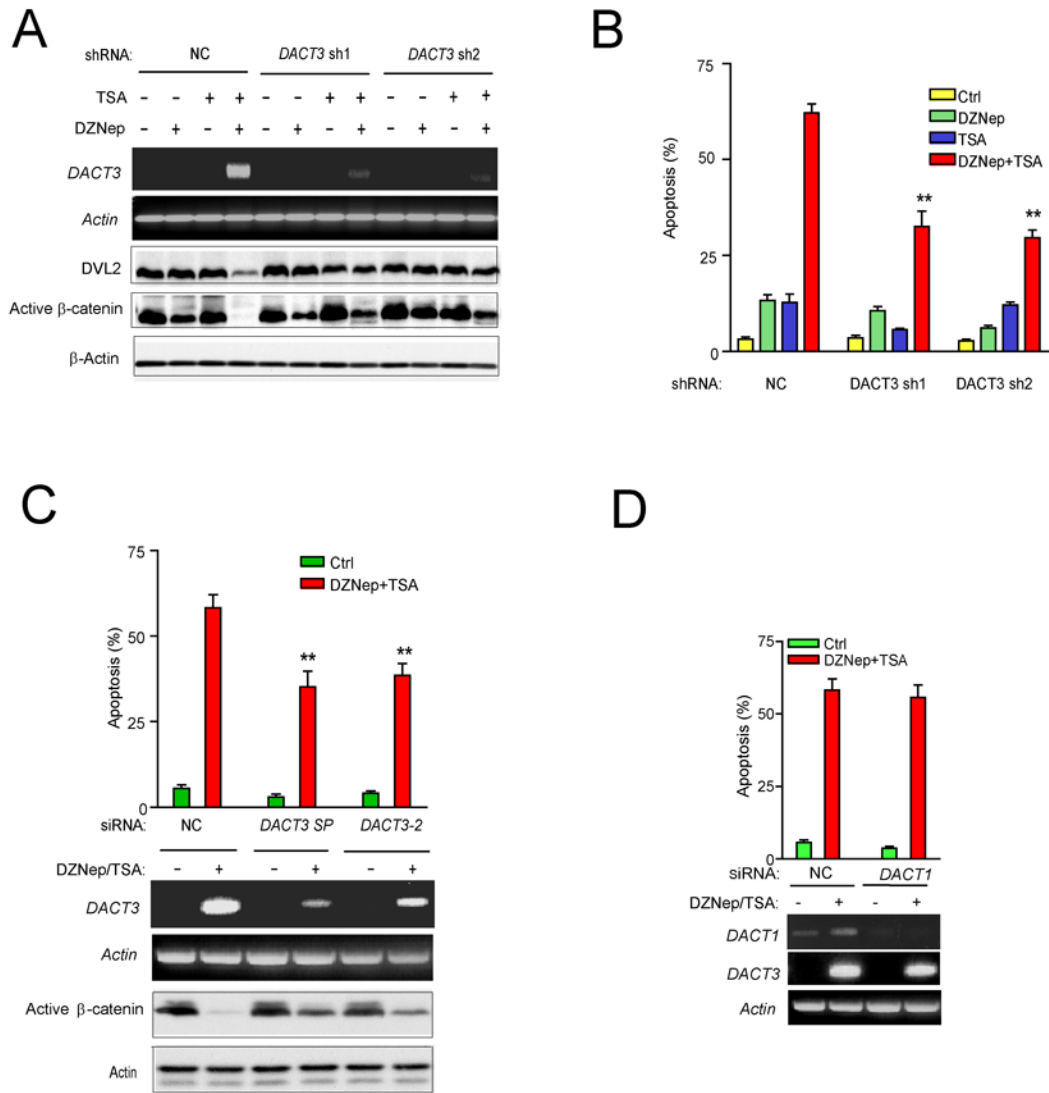 A
shRNA: NC DACT3 sh1 DACT3 sh2
TSA - - + + - - + + - - + +
DZNep - + - + - + - + - + - +
DACT3
Actin
DVL2
Active β-catenin
β-Actin
B
75
50
25
0
Apoptosis (%)
Ctrl
DZNep
TSA
DZNep+TSA
** **
shRNA: NC DACT3 sh1 DACT3 sh2
C
75
50
25
0
Apoptosis (%)
Ctrl
DZNep+TSA
** **
siRNA: NC DACT3 SP DACT3-2
DZNep/TSA: - + - + - +
DACT3
Actin
Active β-catenin
Actin
D
75
50
25
0
Apoptosis (%)
Ctrl
DZNep+TSA
siRNA: NC DACT1
DZNep/TSA: - + - +
DACT1
DACT3
Actin